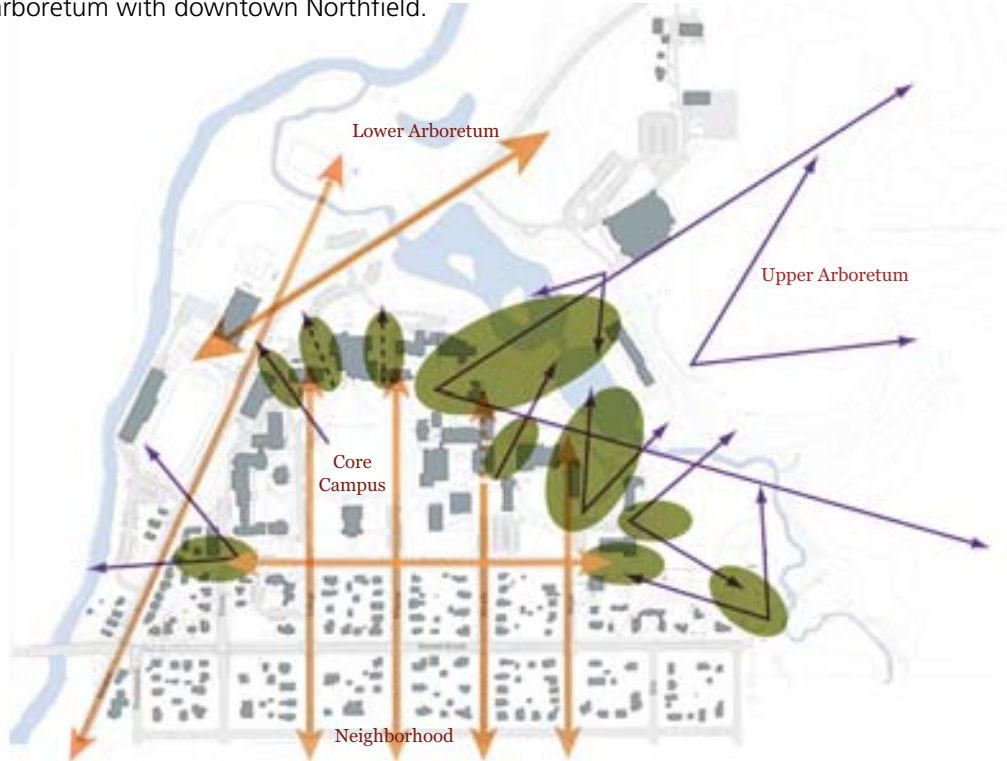 arboretum with downtown Northfield.
Lower Arboretum
Upper Arboretum
Core
Campus
Neighborhood